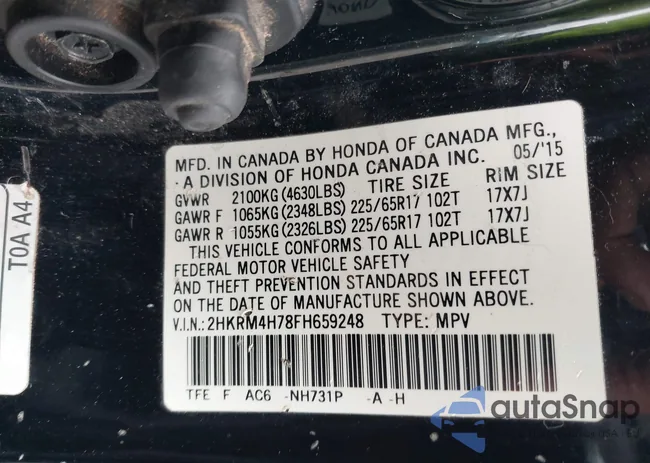 MFD. IN CANADA BY HONDA OF CANADA MFG.,
A DIVISION OF HONDA CANADA INC. 05/'15
GVWR 2100KG(4630LBS) TIRE SIZE RIM SIZE
GAWR F 1065KG(2348LBS) 225/65R17 102T 17X7J
GAWR R 1055KG(2326LBS) 225/65R17 102T 17X7J
THIS VEHICLE CONFORMS TO ALL APPLICABLE
FEDERAL MOTOR VEHICLE SAFETY
AND THEFT PREVENTION STANDARDS IN EFFECT
ON THE DATE OF MANUFACTURE SHOWN ABOVE.
V.I.N.:2HKRM4H78FH659248 TYPE: MPV
TFE F AC6 -NH731P -A -H
T0A A4
autaSnap